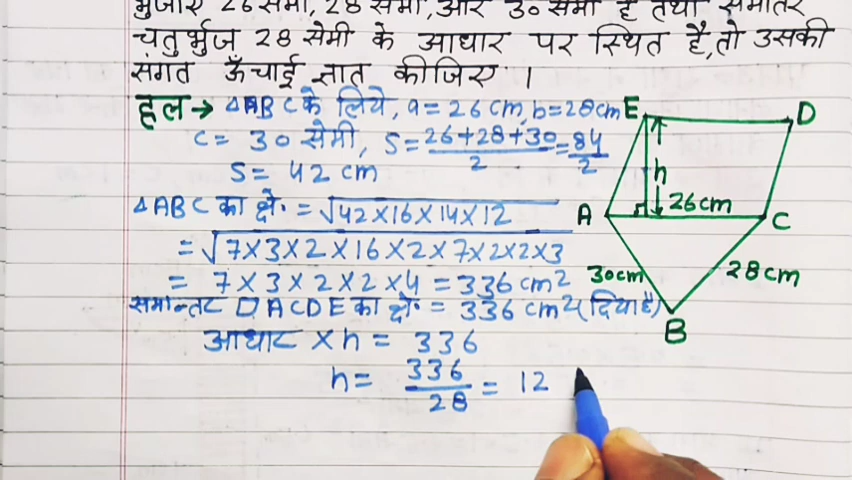 भुजाएँ 26 सेमी, 28 सेमी, और 30 सेमी हैं तथा समांतर
चतुर्भुज 28 सेमी के आधार पर स्थित है, तो उसकी
संगत ऊँचाई ज्ञात कीजिए ।
हल → ΔABC के लिये, a = 26 cm, b = 28 cm
c = 30 सेमी, S = 26+28+30/2 = 84/2
S = 42 cm
ΔABC का क्षे॰ = √42×16×14×12
= √7×3×2×16×2×7×2×2×3
= 7×3×2×2×4 = 336 cm²
समान्तर □ACDE का क्षे॰ = 336 cm² (दिया है)
आधार × h = 336
h = 336/28 = 12
E
D
h
26cm
A
C
30cm
28cm
B